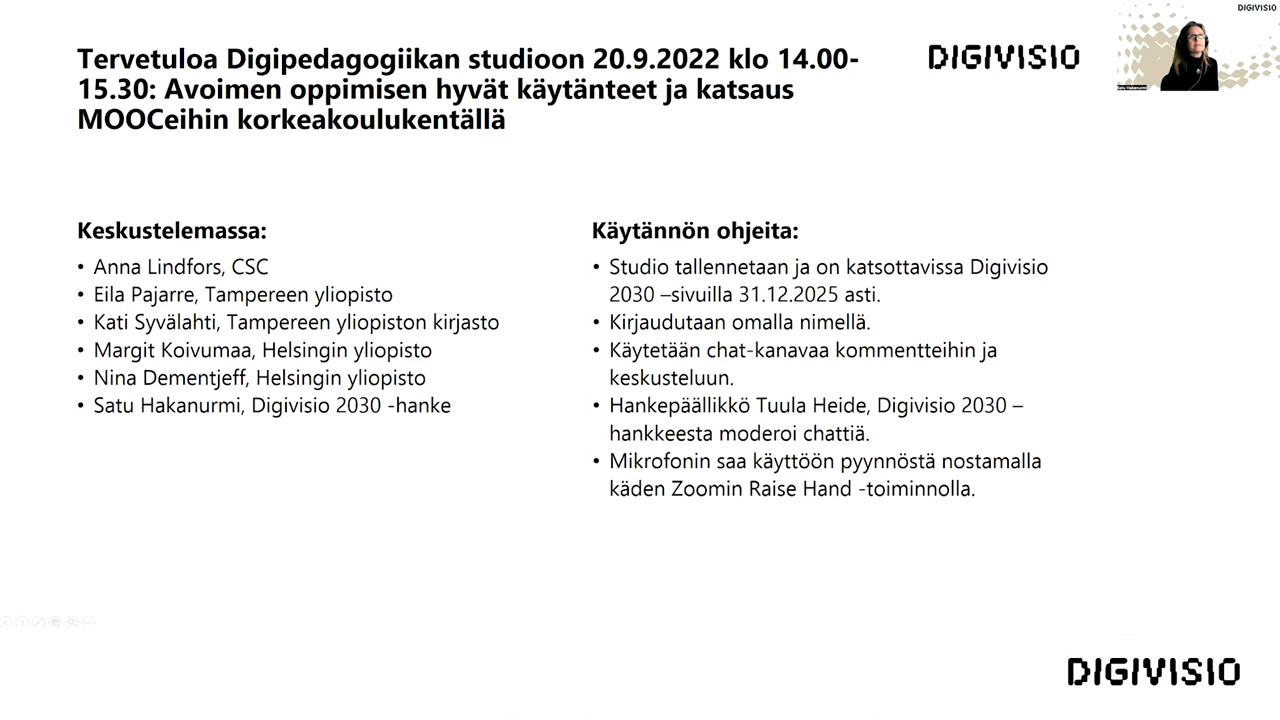 Tervetuloa Digipedagogiikan studioon 20.9.2022 klo 14.00-
15.30: Avoimen oppimisen hyvät käytänteet ja katsaus
MOOCeihin korkeakoulukentällä
DIGIVISIO
DIGIVISIO
Keskustelemassa:
• Anna Lindfors, CSC
• Eila Pajarre, Tampereen yliopisto
• Kati Syvälahti, Tampereen yliopiston kirjasto
• Margit Koivumaa, Helsingin yliopisto
• Nina Dementjeff, Helsingin yliopisto
• Satu Hakanurmi, Digivisio 2030 -hanke
Käytännön ohjeita:
• Studio tallennetaan ja on katsottavissa Digivisio
2030 –sivuilla 31.12.2025 asti.
• Kirjaudutaan omalla nimellä.
• Käytetään chat-kanavaa kommentteihin ja
keskusteluun.
• Hankepäällikkö Tuula Heide, Digivisio 2030 –
hankkeesta moderoi chattiä.
• Mikrofonin saa käyttöön pyynnöstä nostamalla
käden Zoomin Raise Hand -toiminnolla.
DIGIVISIO